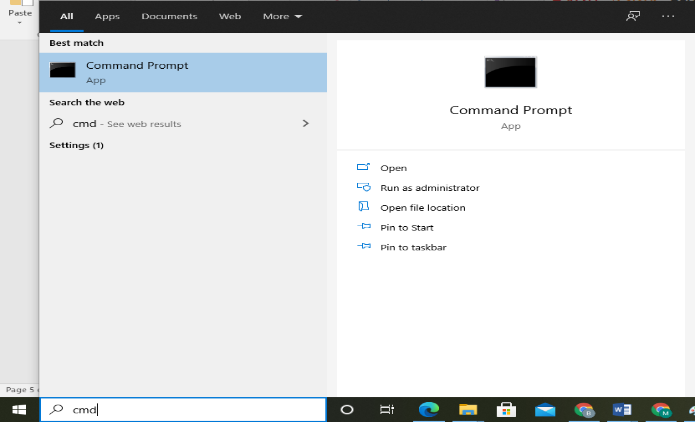 Paste
All Apps Documents Web More
Best match
Command Prompt
App
Search the web
cmd - See web results
Settings (1)
Command Prompt
App
Open
Run as administrator
Open file location
Pin to Start
Pin to taskbar
Page 5
cmd